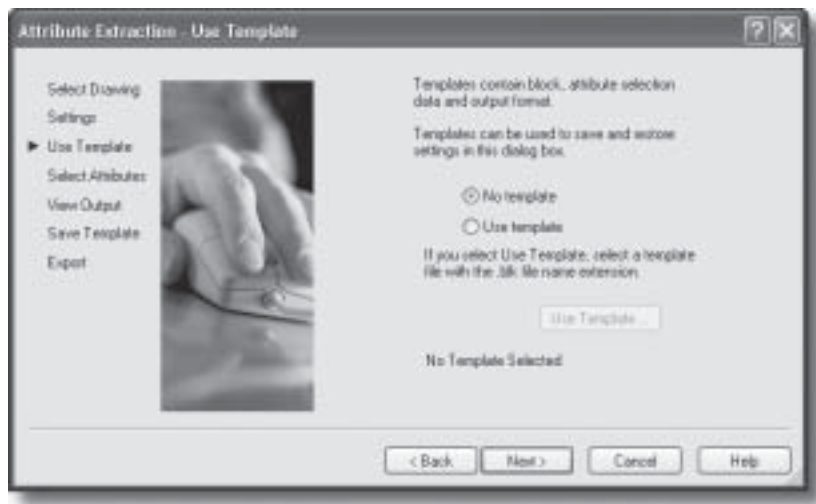 Attribute Extraction - Use Template
Select Drawing
Settings
Use Template
Select Attributes
View Output
Save Template
Export
Templates contain block, attribute selection
data and output format.
Templates can be used to save and restore
settings in this dialog box.
No template
Use template
If you select Use Template, select a template
file with the .blk file name extension.
Use Template...
No Template Selected
< Back
Next >
Cancel
Help